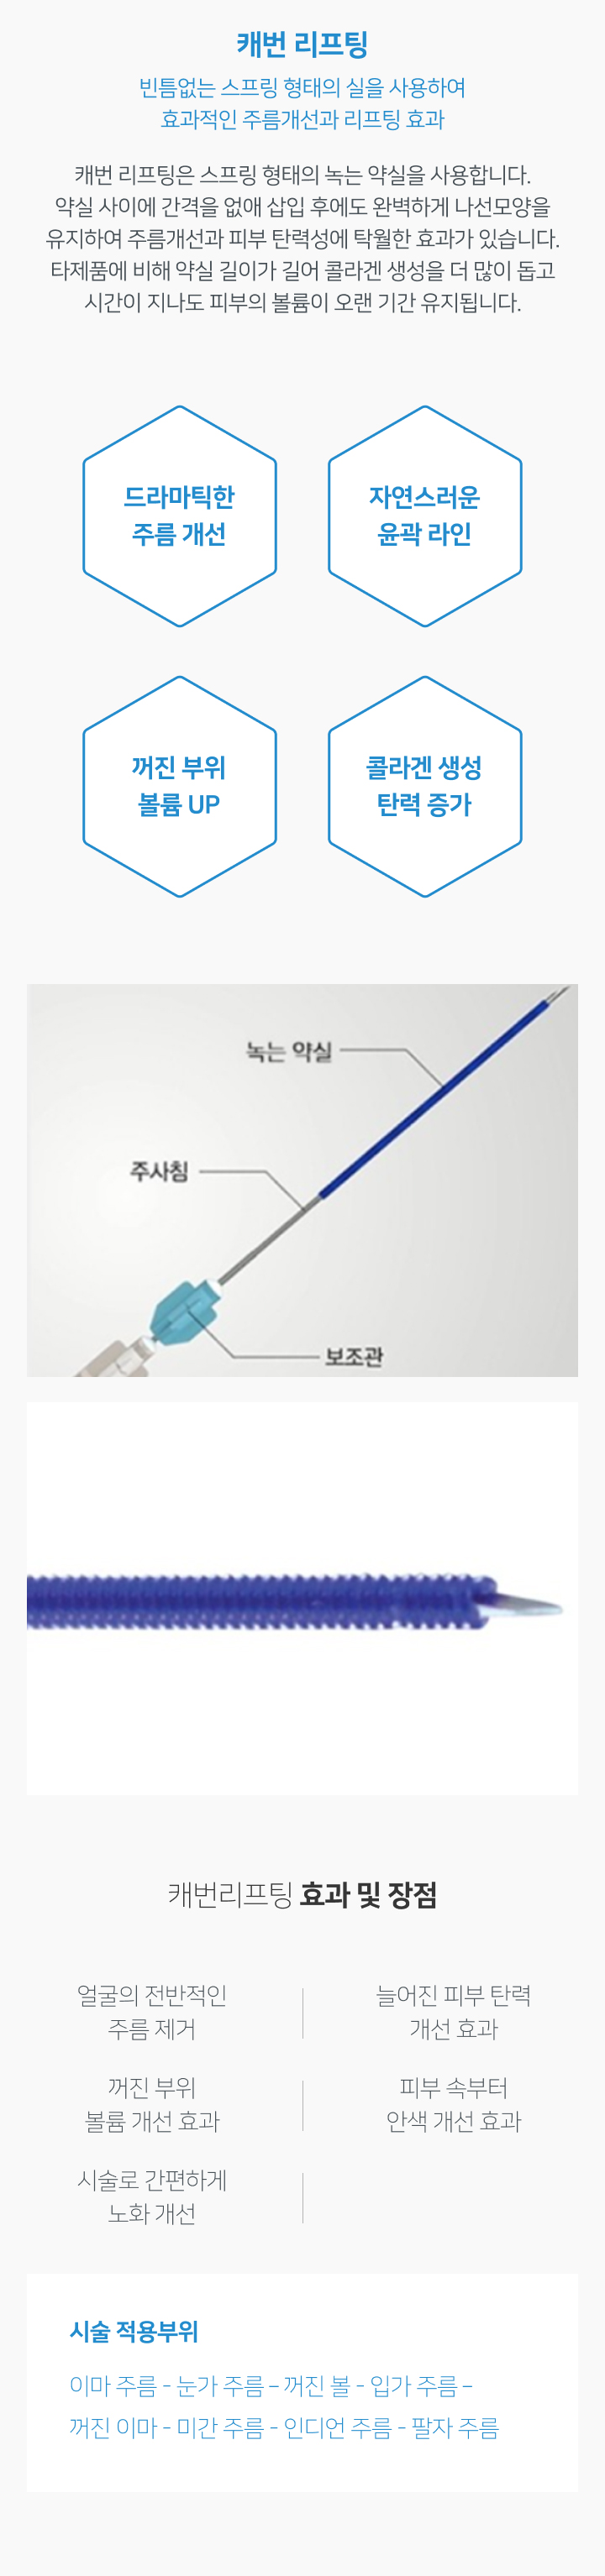 캐번 리프팅
빈틈없는 스프링 형태의 실을 사용하여
효과적인 주름개선과 리프팅 효과
캐번 리프팅은 스프링 형태의 녹는 약실을 사용합니다.
약실 사이에 간격을 없애 삽입 후에도 완벽하게 나선모양을
유지하여 주름개선과 피부 탄력성에 탁월한 효과가 있습니다.
타제품에 비해 약실 길이가 길어 콜라겐 생성을 더 많이 돕고
시간이 지나도 피부의 볼륨이 오랜 기간 유지됩니다.
드라마틱한
주름 개선
자연스러운
윤곽 라인
꺼진 부위
볼륨 UP
콜라겐 생성
탄력 증가
녹는 약실
주사침
보조관
캐번리프팅 효과 및 장점
얼굴의 전반적인
주름 제거
늘어진 피부 탄력
개선 효과
꺼진 부위
볼륨 개선 효과
피부 속부터
안색 개선 효과
시술로 간편하게
노화 개선
시술 적용부위
이마 주름 - 눈가 주름 – 꺼진 볼 - 입가 주름 –
꺼진 이마 - 미간 주름 - 인디언 주름 - 팔자 주름